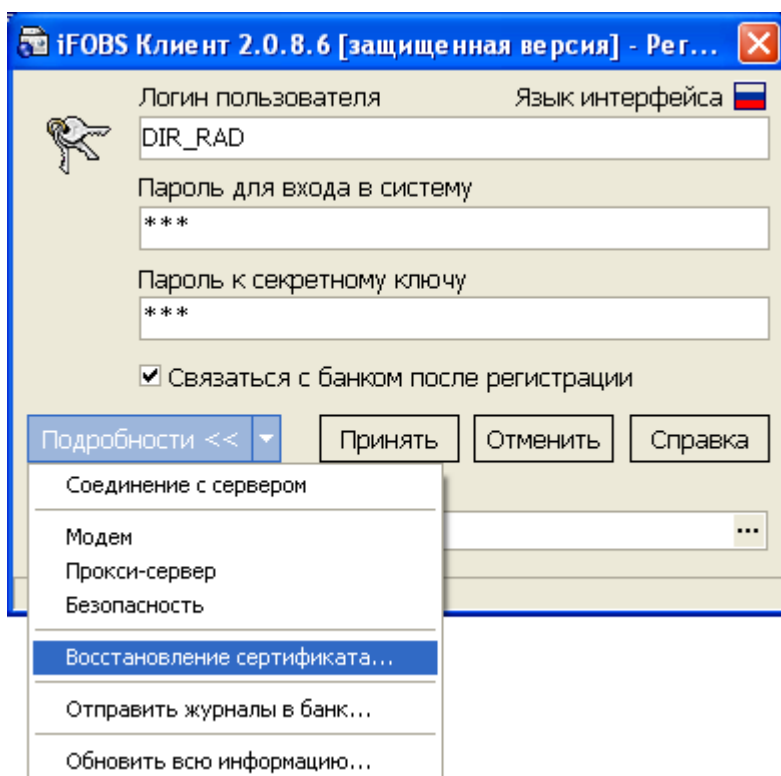 iFOBS Клиент 2.0.8.6 [защищенная версия] - Рег...
Логин пользователя Язык интерфейса
DIR_RAD
Пароль для входа в систему
***
Пароль к секретному ключу
***
Связаться с банком после регистрации
Подробности << Принять Отменить Справка
Соединение с сервером
...
Модем
Прокси-сервер
Безопасность
Восстановление сертификата...
Отправить журналы в банк...
Обновить всю информацию...